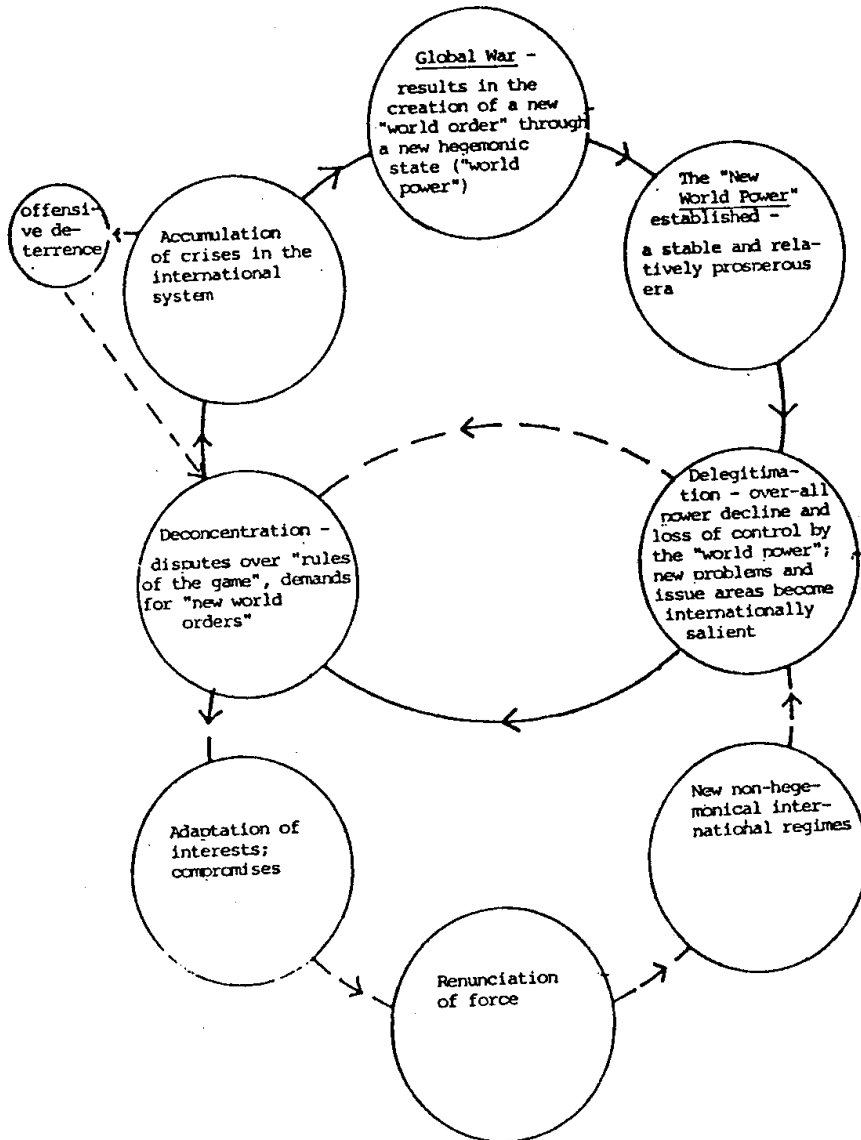 Global War -
results in the
creation of a new
"world order" through
a new hegemonic
state ("world
power")
The "New
World Power"
established -
a stable and rela-
tively prosnerous
era
offensi-
ve de-
terrence
Accumulation
of crises in the
international
system
Delegitima-
tion - over-all
power decline and
loss of control by
the "world power";
new problems and
issue areas become
internationally
salient
Deconcentration -
disputes over "rules
of the game", demands
for "new world
orders"
New non-hege-
monical inter-
national regimes
Adaptation of
interests;
compromises
Renunciation
of force